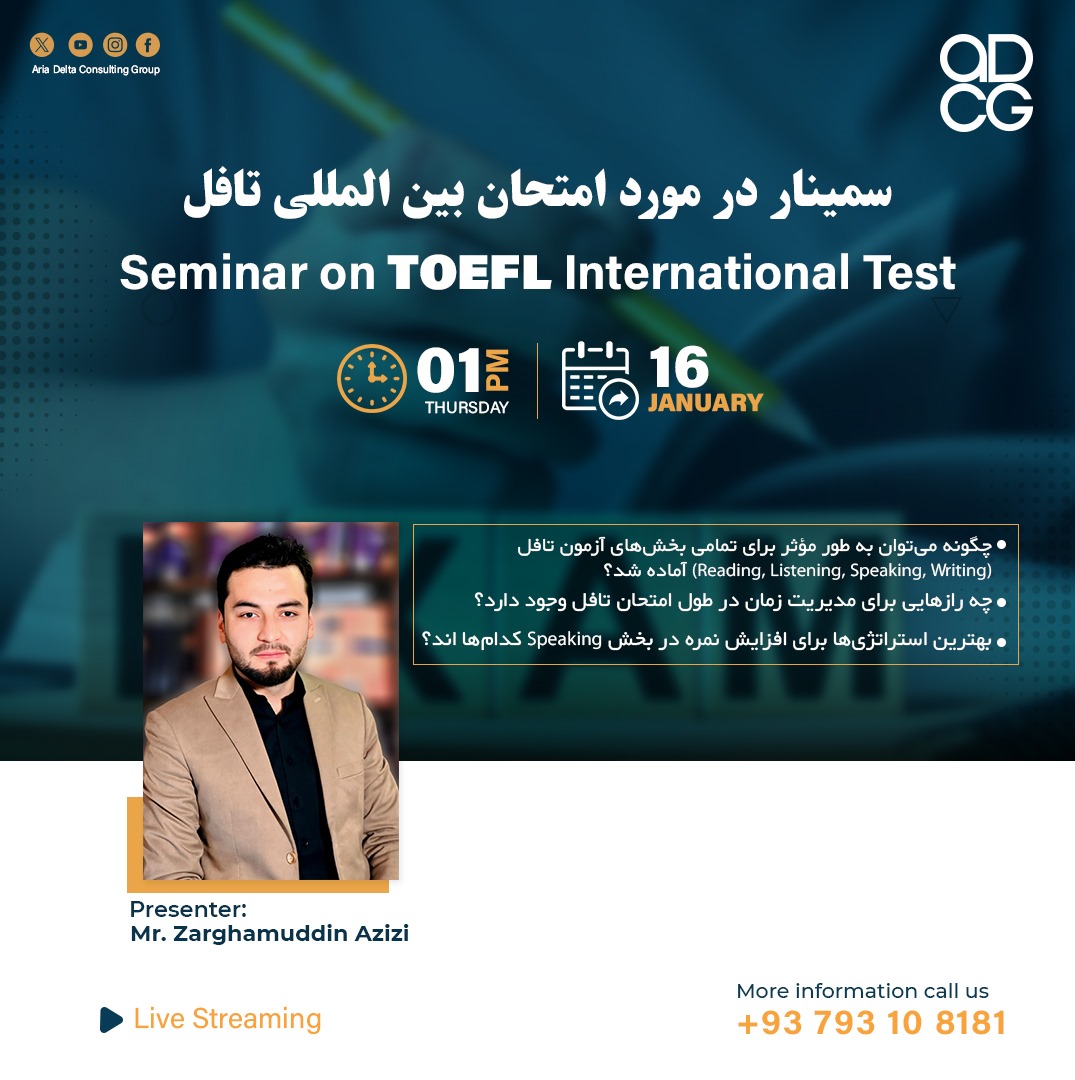 Aria Delta Consulting Group
ADCG
سمینار در مورد امتحان بین المللی تافل
Seminar on TOEFL International Test
01 PM
THURSDAY
16
JANUARY
چگونه می‌توان به طور مؤثر برای تمامی بخش‌های آزمون تافل
(Reading, Listening, Speaking, Writing) آماده شد؟
چه رازهایی برای مدیریت زمان در طول امتحان تافل وجود دارد؟
بهترین استراتژی‌ها برای افزایش نمره در بخش Speaking کدام‌ها اند؟
EXAM
Presenter:
Mr. Zarghamuddin Azizi
Live Streaming
More information call us
+93 793 10 8181